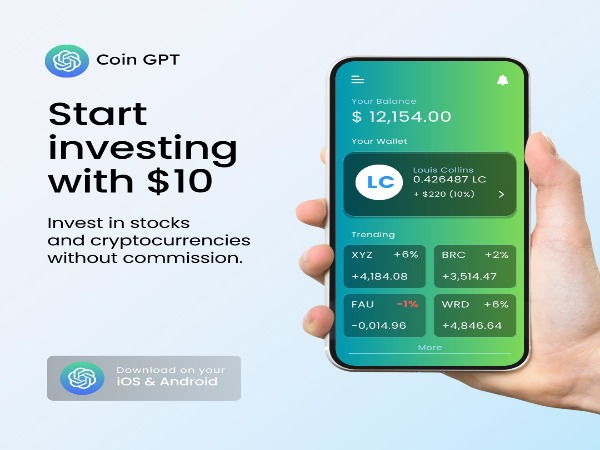 Coin GPT
Start
investing
with $10
Invest in stocks
and cryptocurrencies
without commission.
Download on your
iOS & Android
Your Balance
$ 12,154.00
Your Wallet
LC
Louis Collins
0.426487 LC
+ $220 (10%)
Trending
XYZ +6%
+4,184.08
BRC +2%
+3,514.47
FAU -1%
-0,014.96
WRD +6%
+4,846.64
More